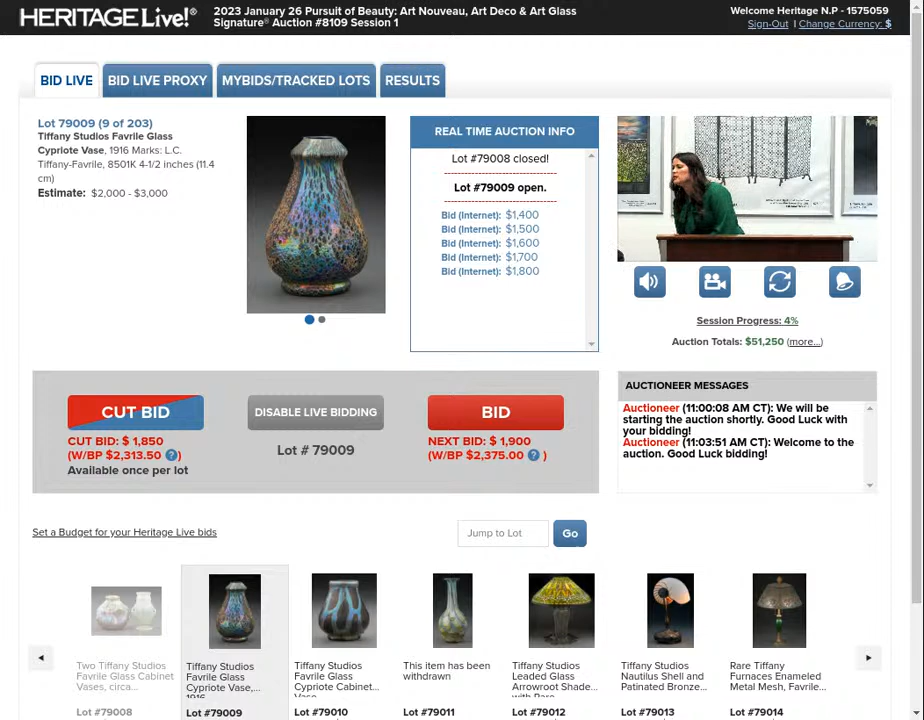 HERITAGE Live!®
2023 January 26 Pursuit of Beauty: Art Nouveau, Art Deco & Art Glass
Signature® Auction #8109 Session 1
Welcome Heritage N.P - 1575059
Sign-Out | Change Currency: $
BID LIVE
BID LIVE PROXY
MYBIDS/TRACKED LOTS
RESULTS
Lot 79009 (9 of 203)
Tiffany Studios Favrile Glass
Cypriote Vase, 1916 Marks: L.C.
Tiffany-Favrile, 8501K 4-1/2 inches (11.4
cm)
Estimate: $2,000 - $3,000
REAL TIME AUCTION INFO
Lot #79008 closed!
Lot #79009 open.
Bid (Internet): $1,400
Bid (Internet): $1,500
Bid (Internet): $1,600
Bid (Internet): $1,700
Bid (Internet): $1,800
Session Progress: 4%
Auction Totals: $51,250 (more...)
CUT BID
CUT BID: $ 1,850
(W/BP $2,313.50 ?)
Available once per lot
DISABLE LIVE BIDDING
Lot # 79009
BID
NEXT BID: $ 1,900
(W/BP $2,375.00 ? )
AUCTIONEER MESSAGES
Auctioneer (11:00:08 AM CT): We will be
starting the auction shortly. Good Luck with
your bidding!
Auctioneer (11:03:51 AM CT): Welcome to the
auction. Good Luck bidding!
Set a Budget for your Heritage Live bids
Jump to Lot
Go
Two Tiffany Studios
Favrile Glass Cabinet
Vases, circa...
Lot #79008
Tiffany Studios
Favrile Glass
Cypriote Vase,...
1916
Lot #79009
Tiffany Studios
Favrile Glass
Cypriote Cabinet...
Vase
Lot #79010
This item has been
withdrawn
Lot #79011
Tiffany Studios
Leaded Glass
Arrowroot Shade...
with Rare
Lot #79012
Tiffany Studios
Nautilus Shell and
Patinated Bronze...
Lot #79013
Rare Tiffany
Furnaces Enameled
Metal Mesh, Favrile...
Lot #79014